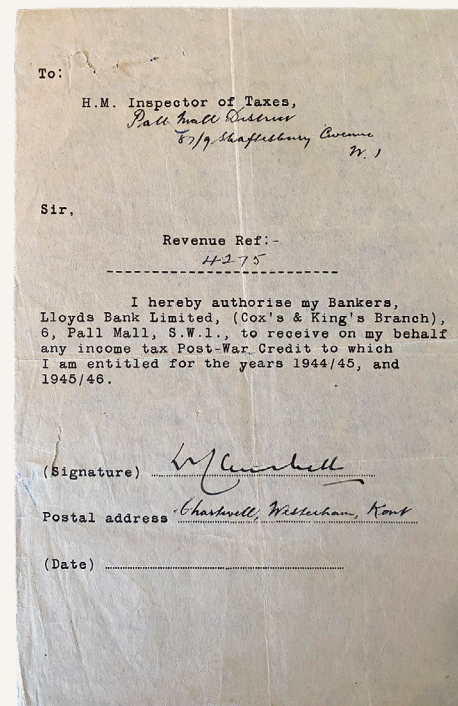 To:
H.M. Inspector of Taxes,
Pall Mall District
67/9 Shaftesbury Avenue
W.1
Sir,
Revenue Ref:-
4275
I hereby authorise my Bankers,
Lloyds Bank Limited, (Cox's & King's Branch),
6, Pall Mall, S.W.1., to receive on my behalf
any income tax Post-War Credit to which
I am entitled for the years 1944/45, and
1945/46.
(Signature) W S Churchill
Postal address Chartwell, Westerham, Kent
(Date)